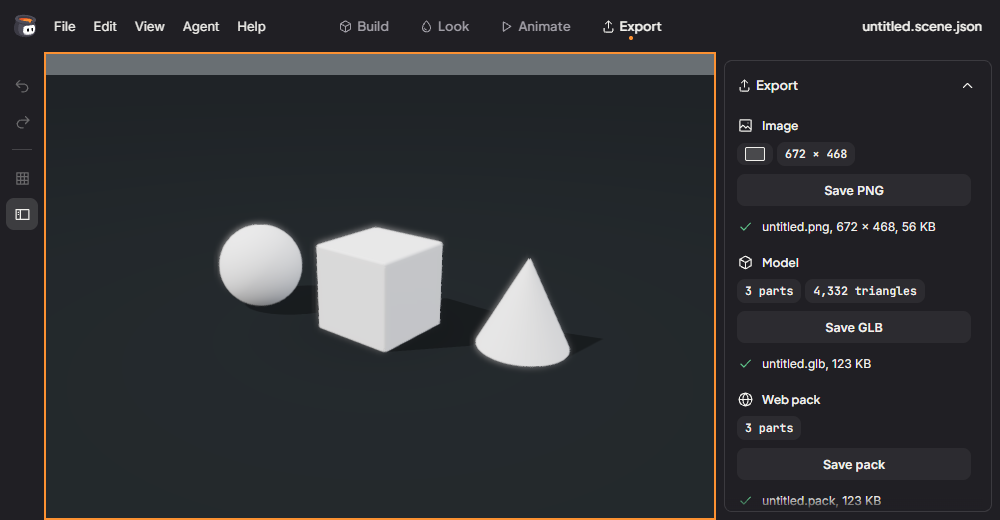 File Edit View Agent Help Build Look Animate Export untitled.scene.json
Export
Image
672 × 468
Save PNG
untitled.png, 672 × 468, 56 KB
Model
3 parts 4,332 triangles
Save GLB
untitled.glb, 123 KB
Web pack
3 parts
Save pack
untitled.pack, 123 KB